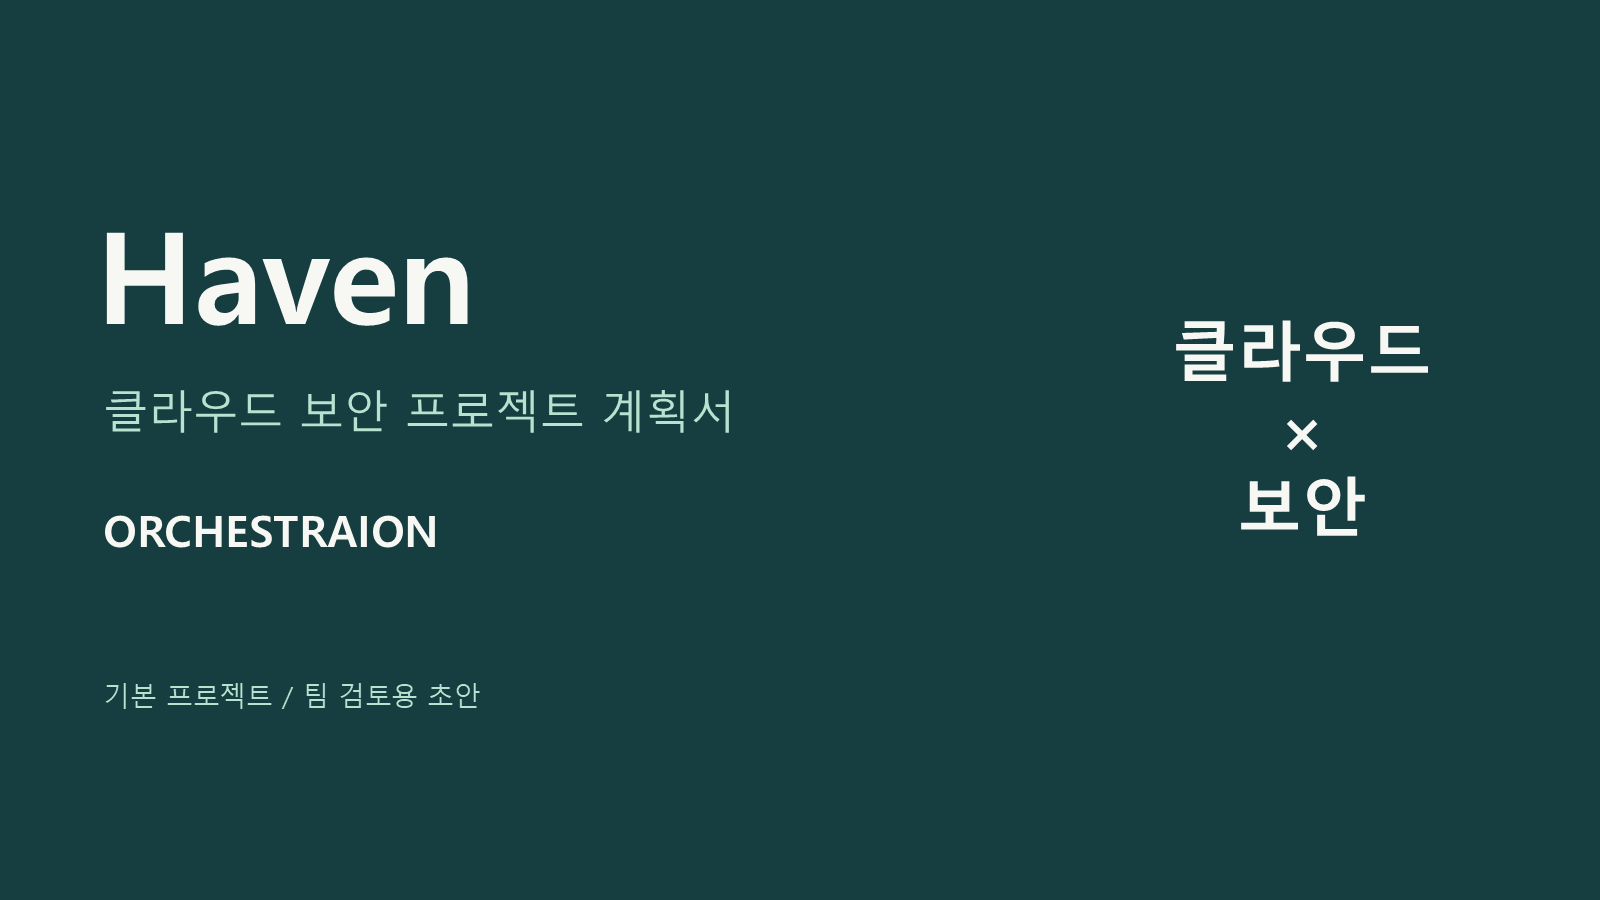 Haven
클라우드 보안 프로젝트 계획서
ORCHESTRAION
기본 프로젝트 / 팀 검토용 초안
클라우드
×
보안